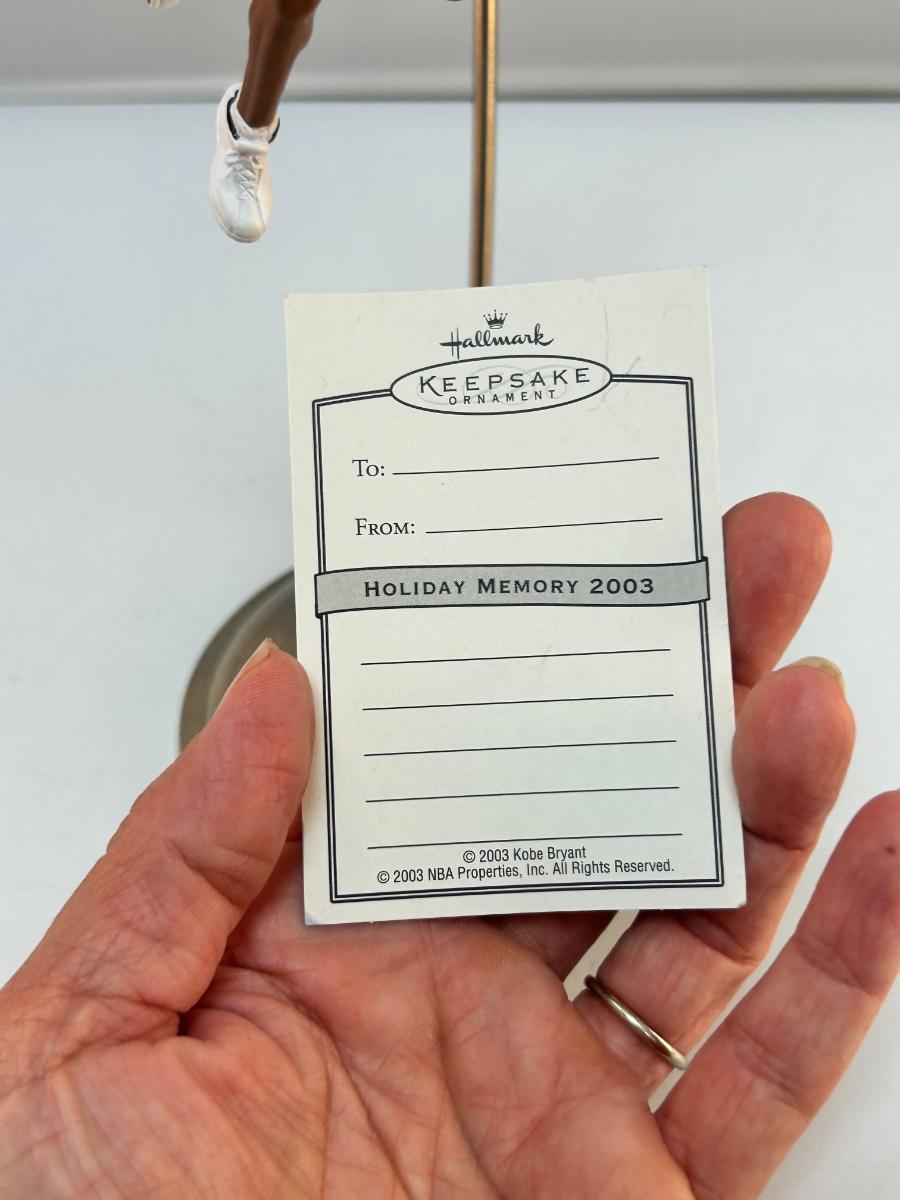 Hallmark
KEEPSAKE
ORNAMENT
TO:
FROM:
HOLIDAY MEMORY 2003
© 2003 Kobe Bryant
© 2003 NBA Properties, Inc. All Rights Reserved.